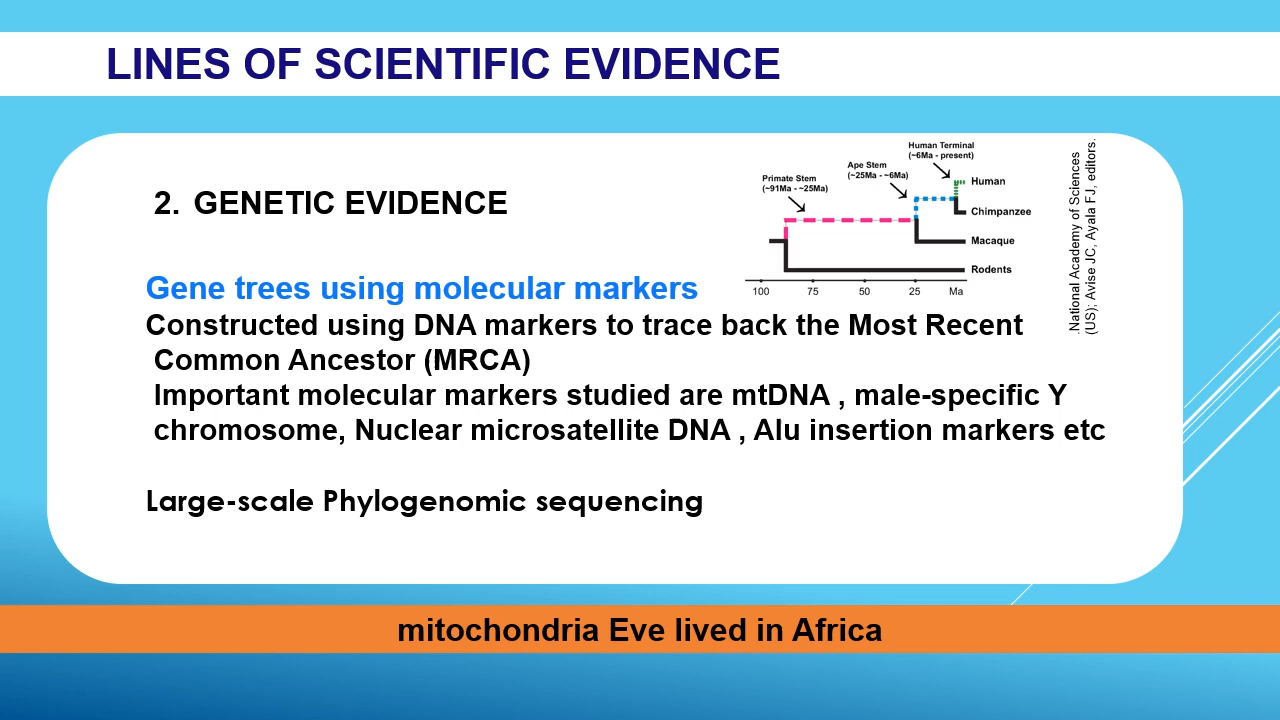 LINES OF SCIENTIFIC EVIDENCE
2. GENETIC EVIDENCE
Human Terminal
(~6Ma - present)
Ape Stem
(~25Ma - ~6Ma)
Primate Stem
(~91Ma - ~25Ma)
Human
Chimpanzee
Macaque
Rodents
100 75 50 25 Ma
National Academy of Sciences
(US); Avise JC, Ayala FJ, editors.
Gene trees using molecular markers
Constructed using DNA markers to trace back the Most Recent
Common Ancestor (MRCA)
Important molecular markers studied are mtDNA , male-specific Y
chromosome, Nuclear microsatellite DNA , Alu insertion markers etc
Large-scale Phylogenomic sequencing
mitochondria Eve lived in Africa